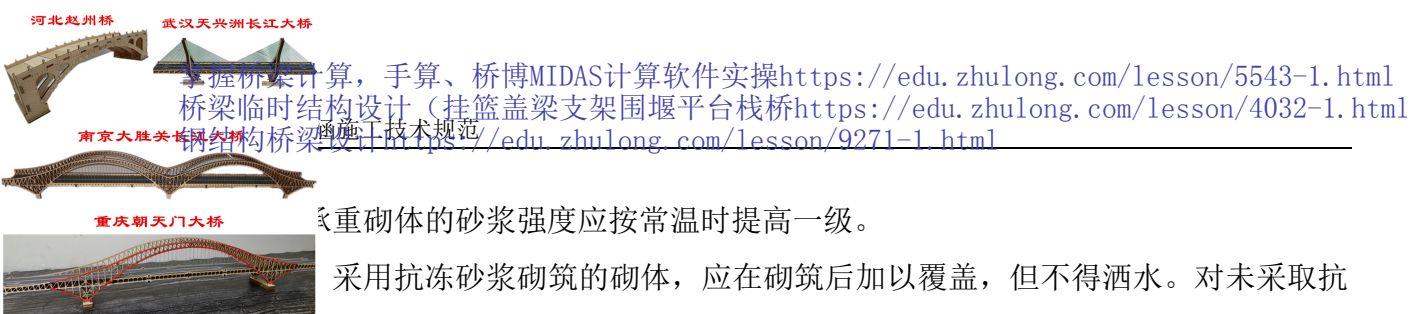 河北赵州桥
武汉天兴洲长江大桥
掌握桥梁计算，手算、桥博MIDAS计算软件实操https://edu.zhulong.com/lesson/5543-1.html
桥梁临时结构设计（挂篮盖梁支架围堰平台栈桥https://edu.zhulong.com/lesson/4032-1.html
涵施工技术规范
南京大胜关长江大桥
钢结构桥梁设计https://edu.zhulong.com/lesson/9271-1.html
重庆朝天门大桥
承重砌体的砂浆强度应按常温时提高一级。
采用抗冻砂浆砌筑的砌体，应在砌筑后加以覆盖，但不得洒水。对未采取抗